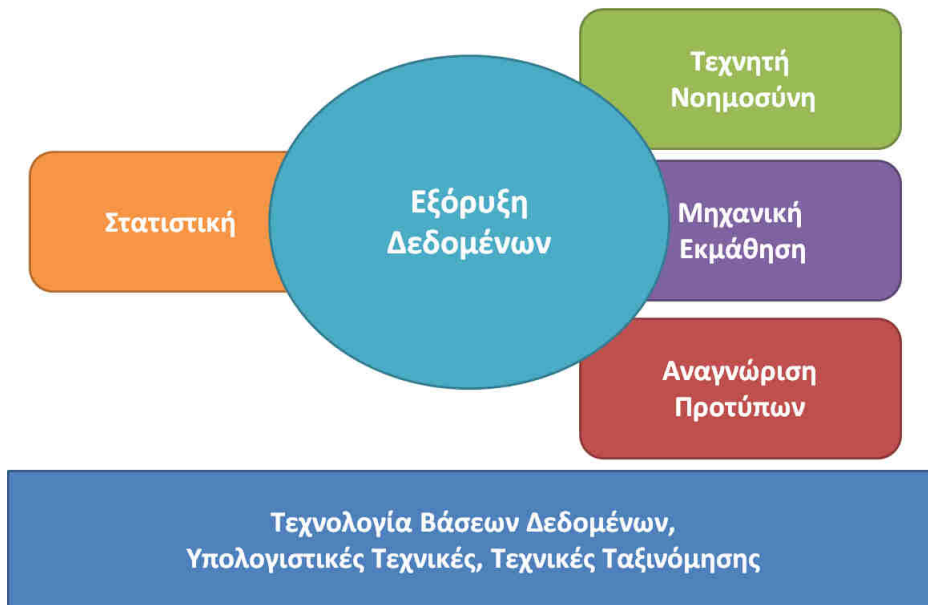 Τεχνητή
Νοημοσύνη
Στατιστική
Εξόρυξη
Δεδομένων
Μηχανική
Εκμάθηση
Αναγνώριση
Προτύπων
Τεχνολογία Βάσεων Δεδομένων,
Υπολογιστικές Τεχνικές, Τεχνικές Ταξινόμησης